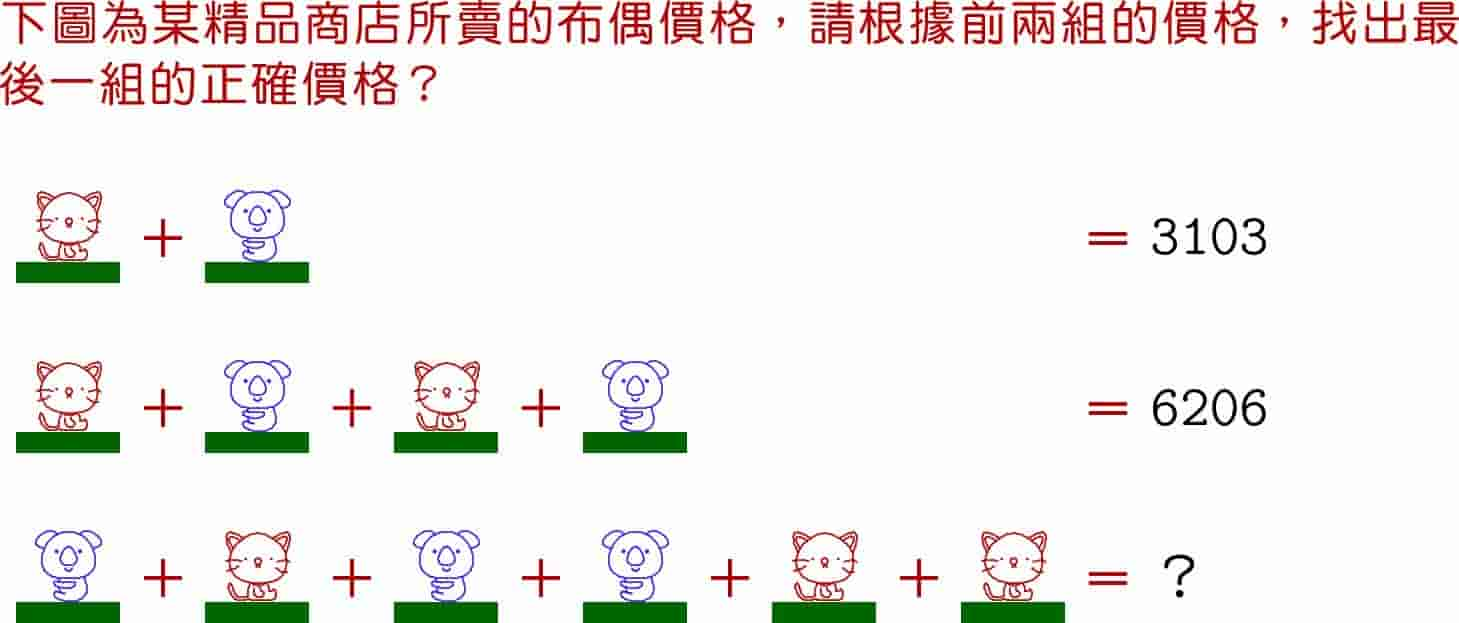 下圖為某精品商店所賣的布偶價格，請根據前兩組的價格，找出最
後一組的正確價格？
+ = 3103
+ + + = 6206
+ + + + + = ?